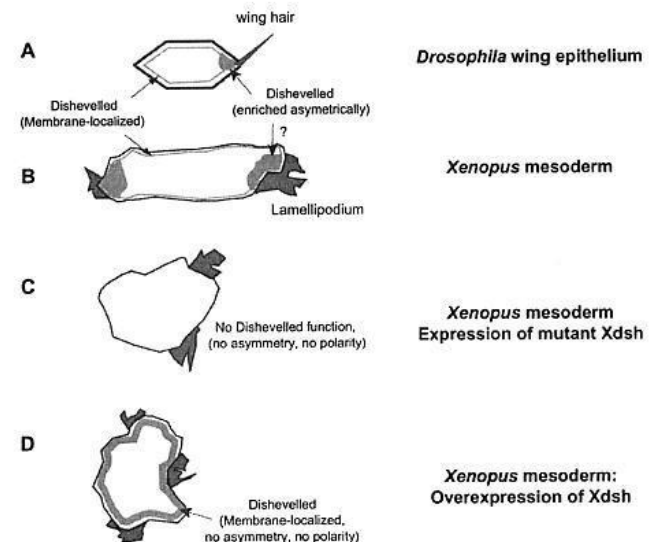 wing hair
A
Drosophila wing epithelium
Dishevelled
(Membrane-localized)
Dishevelled
(enriched asymetrically)
?
B
Xenopus mesoderm
Lamellipodium
C
No Dishevelled function,
(no asymmetry, no polarity)
Xenopus mesoderm
Expression of mutant Xdsh
D
Xenopus mesoderm:
Overexpression of Xdsh
Dishevelled
(Membrane-localized,
no asymmetry, no polarity)